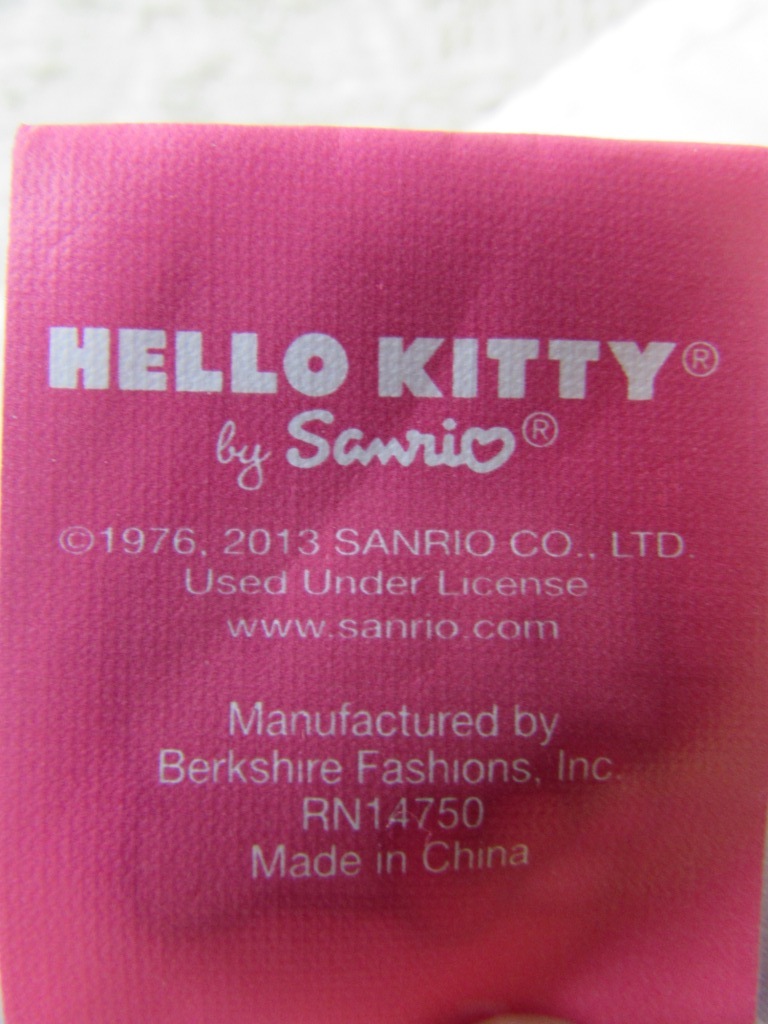 HELLO KITTY®
by Sanrio®
©1976, 2013 SANRIO CO., LTD.
Used Under License
www.sanrio.com
Manufactured by
Berkshire Fashions, Inc.
RN14750
Made in China